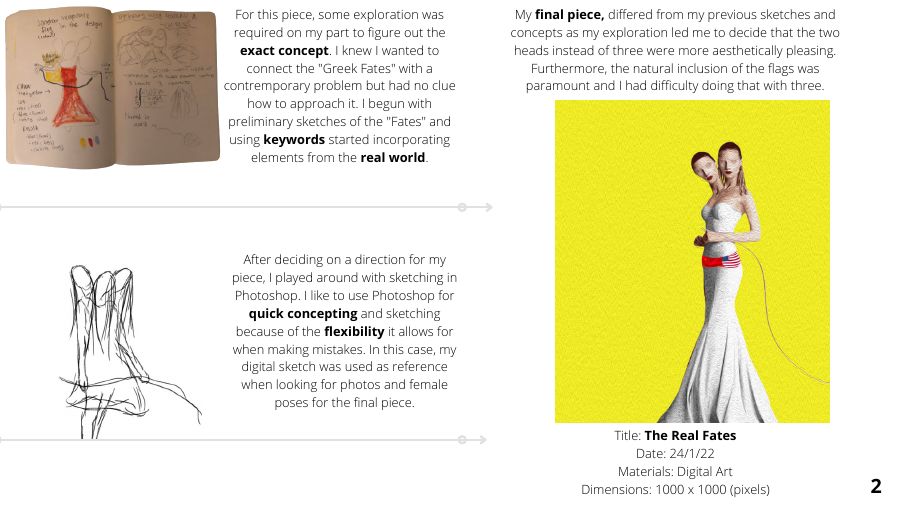 For this piece, some exploration was
required on my part to figure out the
exact concept. I knew I wanted to
connect the "Greek Fates" with a
contemporary problem but had no clue
how to approach it. I begun with
preliminary sketches of the "Fates" and
using keywords started incorporating
elements from the real world.
After deciding on a direction for my
piece, I played around with sketching in
Photoshop. I like to use Photoshop for
quick concepting and sketching
because of the flexibility it allows for
when making mistakes. In this case, my
digital sketch was used as reference
when looking for photos and female
poses for the final piece.
My final piece, differed from my previous sketches and
concepts as my exploration led me to decide that the two
heads instead of three were more aesthetically pleasing.
Furthermore, the natural inclusion of the flags was
paramount and I had difficulty doing that with three.
Title: The Real Fates
Date: 24/1/22
Materials: Digital Art
Dimensions: 1000 x 1000 (pixels)
2